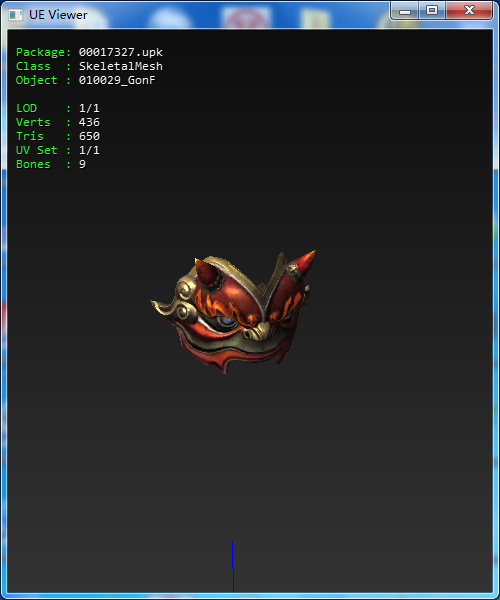 UE Viewer
Package: 00017327.upk
Class : SkeletalMesh
Object : 010029_GonF
LOD : 1/1
Verts : 436
Tris : 650
UV Set : 1/1
Bones : 9